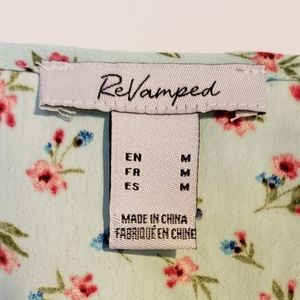 ReVamped
EN M
FR M
ES M
MADE IN CHINA
FABRIQUÉ EN CHINE